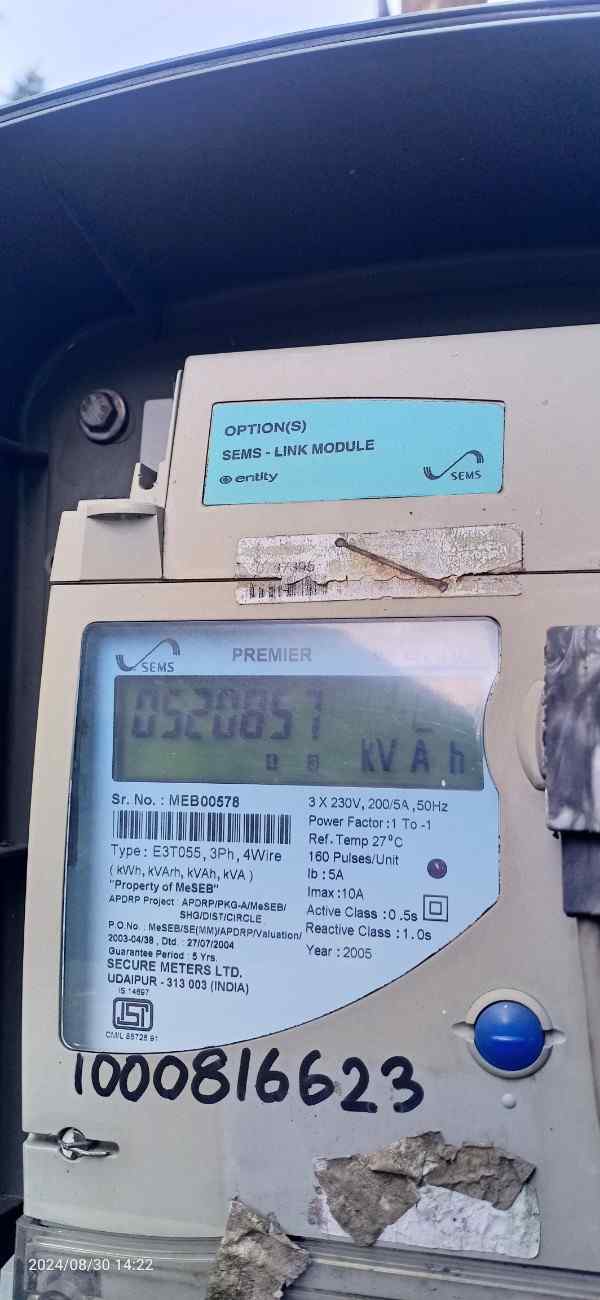 OPTION(S)
SEMS - LINK MODULE
entity
SEMS
SEMS
PREMIER
0520857
kVAh
Sr. No. : MEB00578
3 X 230V, 200/5A ,50Hz
Power Factor :1 To -1
Ref. Temp 27°C
Type : E3T055, 3Ph, 4Wire
160 Pulses/Unit
( kWh, kVArh, kVAh, kVA )
Ib : 5A
"Property of MeSEB"
Imax :10A
APDRP Project : APDRP/PKG-A/MeSEB/
SHG/DIST/CIRCLE
Active Class : 0.5s
P.O.No. : MeSEB/SE(MM)/APDRP/Valuation/
2003-04/38 , Dtd. : 27/07/2004
Reactive Class : 1.0s
Guarantee Period : 5 Yrs.
Year : 2005
SECURE METERS LTD.
UDAIPUR - 313 003 (INDIA)
IS 14697
ISI
1000816623
2024/08/30 14:22